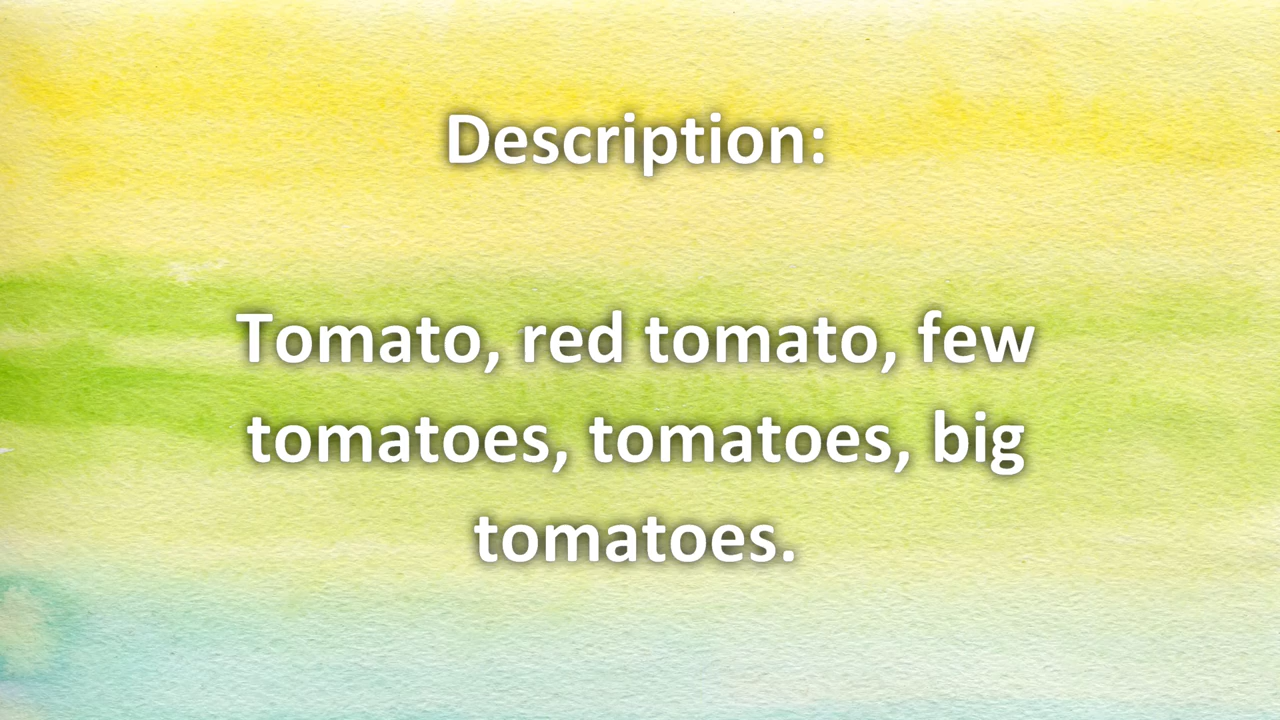 Description:
Tomato, red tomato, few
tomatoes, tomatoes, big
tomatoes.